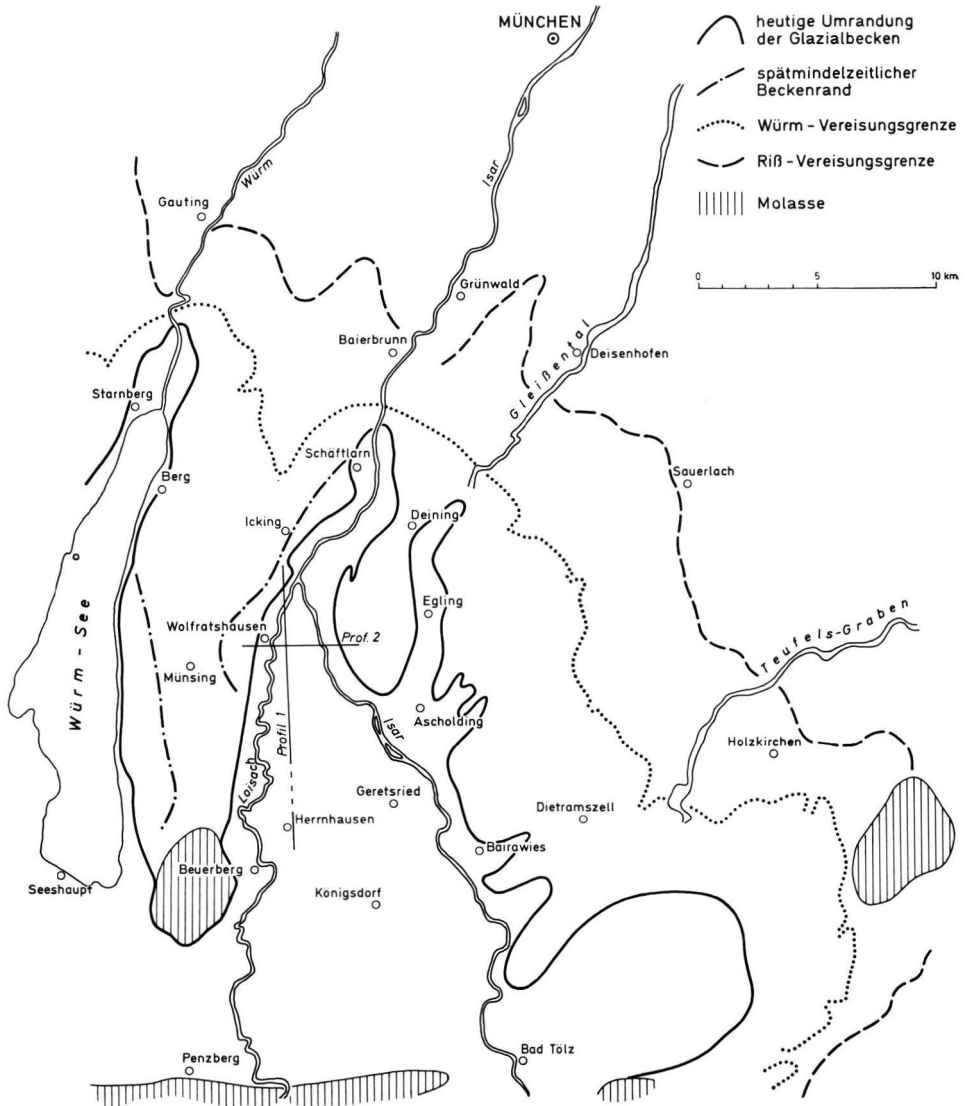 MÜNCHEN
heutige Umrandung
der Glazialbecken
spätmindelzeitlicher
Beckenrand
Würm - Vereisungsgrenze
Riß - Vereisungsgrenze
Molasse
0 5 10 km
Würm
Isar
Gauting
Grünwald
Baierbrunn
Gleißental
Deisenhofen
Starnberg
Schäftlarn
Sauerlach
Berg
Icking
Deining
Egling
Wolfratshausen
Prof. 2
Teufels-Graben
Würm - See
Münsing
Profil 1
Ascholding
Isar
Holzkirchen
Loisach
Geretsried
Dietramszell
Herrnhausen
Bairawies
Beuerberg
Seeshaupt
Königsdorf
Penzberg
Bad Tölz